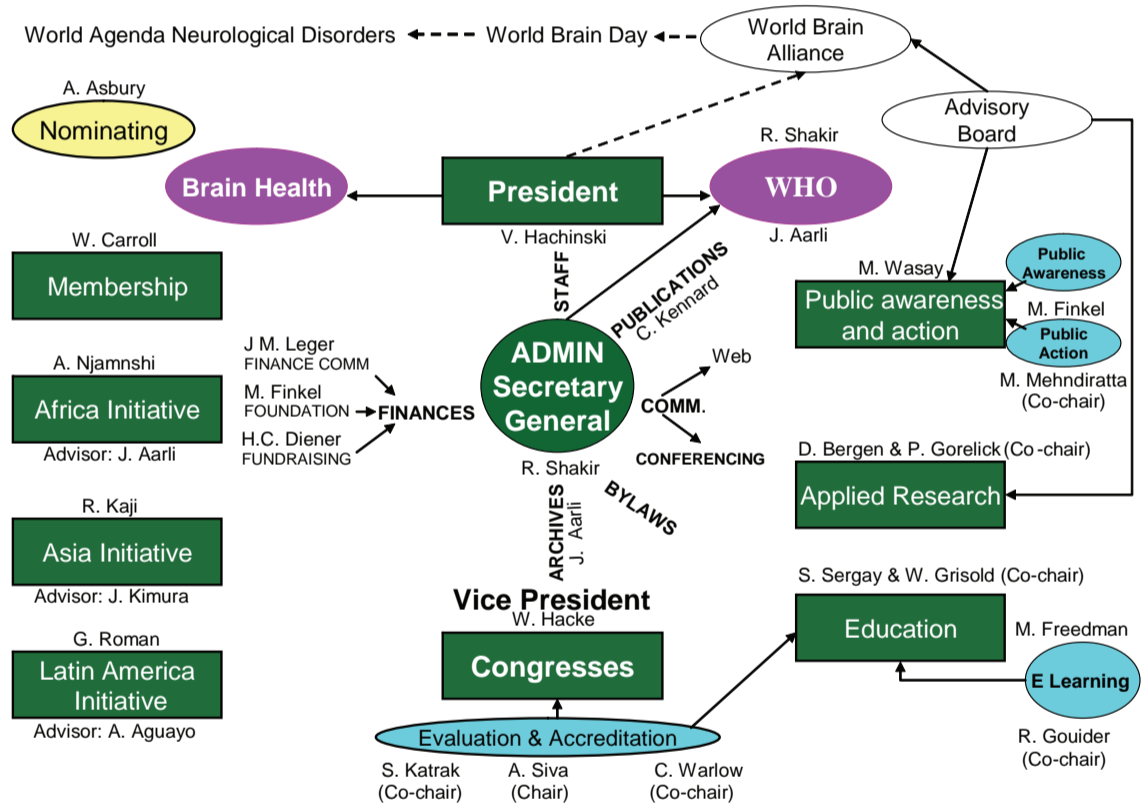 World Agenda Neurological Disorders
World Brain Day
World Brain
Alliance
Advisory
Board
A. Asbury
Nominating
Brain Health
President
V. Hachinski
R. Shakir
WHO
J. Aarli
W. Carroll
Membership
A. Njamnshi
Africa Initiative
Advisor: J. Aarli
R. Kaji
Asia Initiative
Advisor: J. Kimura
G. Roman
Latin America
Initiative
Advisor: A. Aguayo
J M. Leger
FINANCE COMM
M. Finkel
FOUNDATION
H.C. Diener
FUNDRAISING
FINANCES
STAFF
PUBLICATIONS
C. Kennard
ADMIN
Secretary
General
R. Shakir
COMM.
Web
CONFERENCING
BYLAWS
ARCHIVES
J. Aarli
Vice President
W. Hacke
Congresses
Evaluation & Accreditation
S. Katrak
(Co-chair)
A. Siva
(Chair)
C. Warlow
(Co-chair)
M. Wasay
Public awareness
and action
Public
Awareness
M. Finkel
Public
Action
M. Mehndiratta
(Co-chair)
D. Bergen & P. Gorelick (Co-chair)
Applied Research
S. Sergay & W. Grisold (Co-chair)
Education
M. Freedman
E Learning
R. Gouider
(Co-chair)